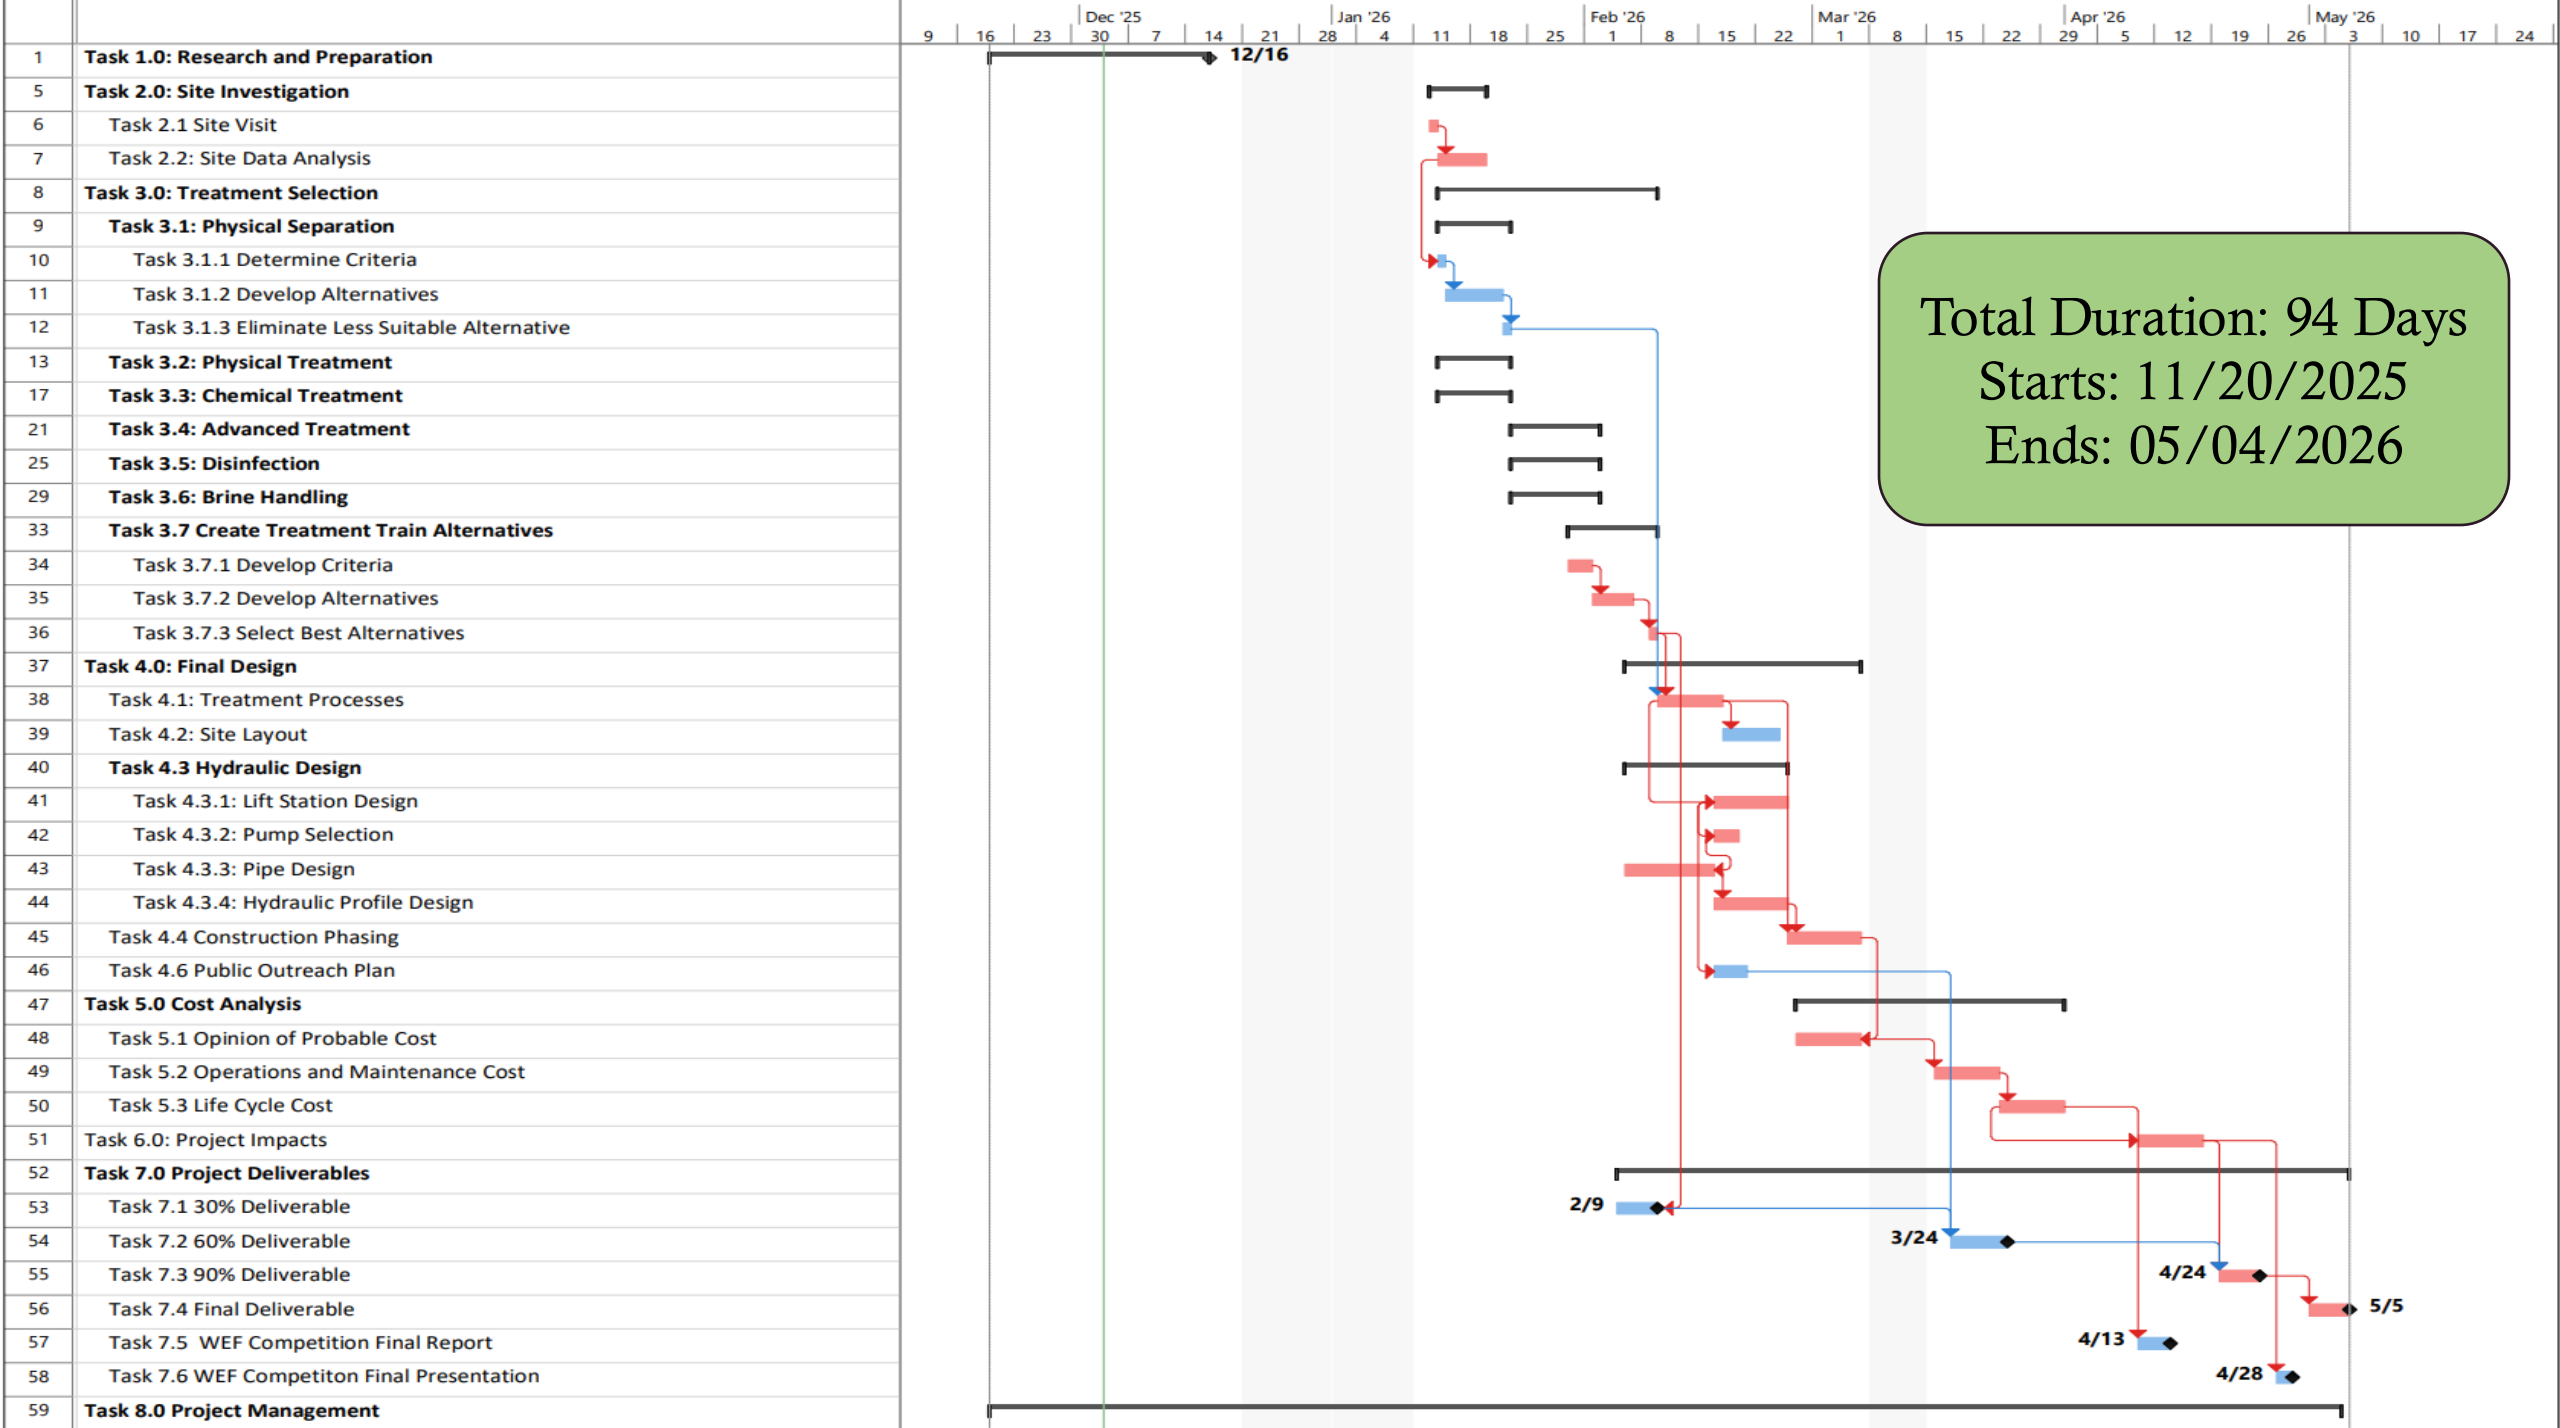 Dec '25 Jan '26 Feb '26 Mar '26 Apr '26 May '26
9 16 23 30 7 14 21 28 4 11 18 25 1 8 15 22 1 8 15 22 29 5 12 19 26 3 10 17 24
1 Task 1.0: Research and Preparation 12/16
5 Task 2.0: Site Investigation
6 Task 2.1 Site Visit
7 Task 2.2: Site Data Analysis
8 Task 3.0: Treatment Selection
9 Task 3.1: Physical Separation
10 Task 3.1.1 Determine Criteria
11 Task 3.1.2 Develop Alternatives
12 Task 3.1.3 Eliminate Less Suitable Alternative
13 Task 3.2: Physical Treatment
17 Task 3.3: Chemical Treatment
21 Task 3.4: Advanced Treatment
25 Task 3.5: Disinfection
29 Task 3.6: Brine Handling
33 Task 3.7 Create Treatment Train Alternatives
34 Task 3.7.1 Develop Criteria
35 Task 3.7.2 Develop Alternatives
36 Task 3.7.3 Select Best Alternatives
37 Task 4.0: Final Design
38 Task 4.1: Treatment Processes
39 Task 4.2: Site Layout
40 Task 4.3 Hydraulic Design
41 Task 4.3.1: Lift Station Design
42 Task 4.3.2: Pump Selection
43 Task 4.3.3: Pipe Design
44 Task 4.3.4: Hydraulic Profile Design
45 Task 4.4 Construction Phasing
46 Task 4.6 Public Outreach Plan
47 Task 5.0 Cost Analysis
48 Task 5.1 Opinion of Probable Cost
49 Task 5.2 Operations and Maintenance Cost
50 Task 5.3 Life Cycle Cost
51 Task 6.0: Project Impacts
52 Task 7.0 Project Deliverables
53 Task 7.1 30% Deliverable 2/9
54 Task 7.2 60% Deliverable 3/24
55 Task 7.3 90% Deliverable 4/24
56 Task 7.4 Final Deliverable 5/5
57 Task 7.5 WEF Competition Final Report 4/13
58 Task 7.6 WEF Competiton Final Presentation 4/28
59 Task 8.0 Project Management
Total Duration: 94 Days
Starts: 11/20/2025
Ends: 05/04/2026